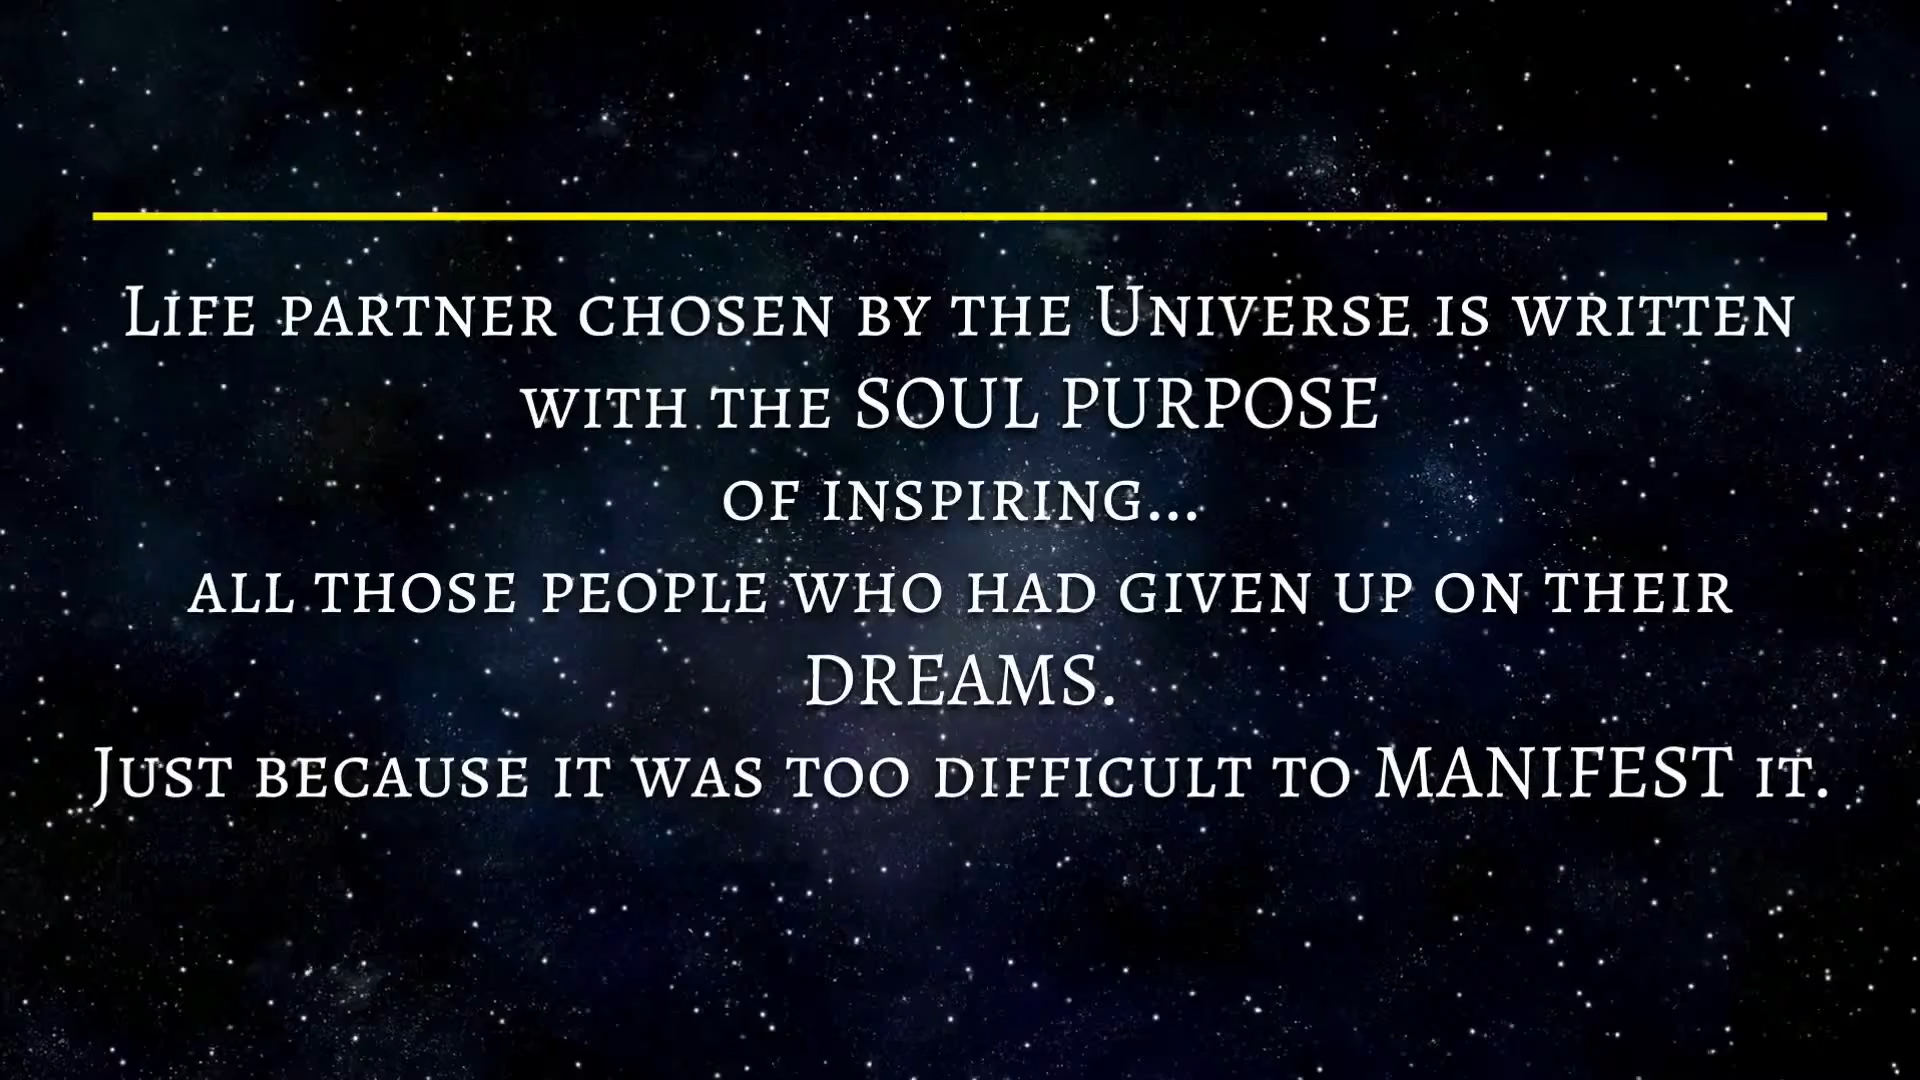 Life partner chosen by the Universe is written
with the SOUL PURPOSE
of inspiring...
all those people who had given up on their
DREAMS.
Just because it was too difficult to MANIFEST it.